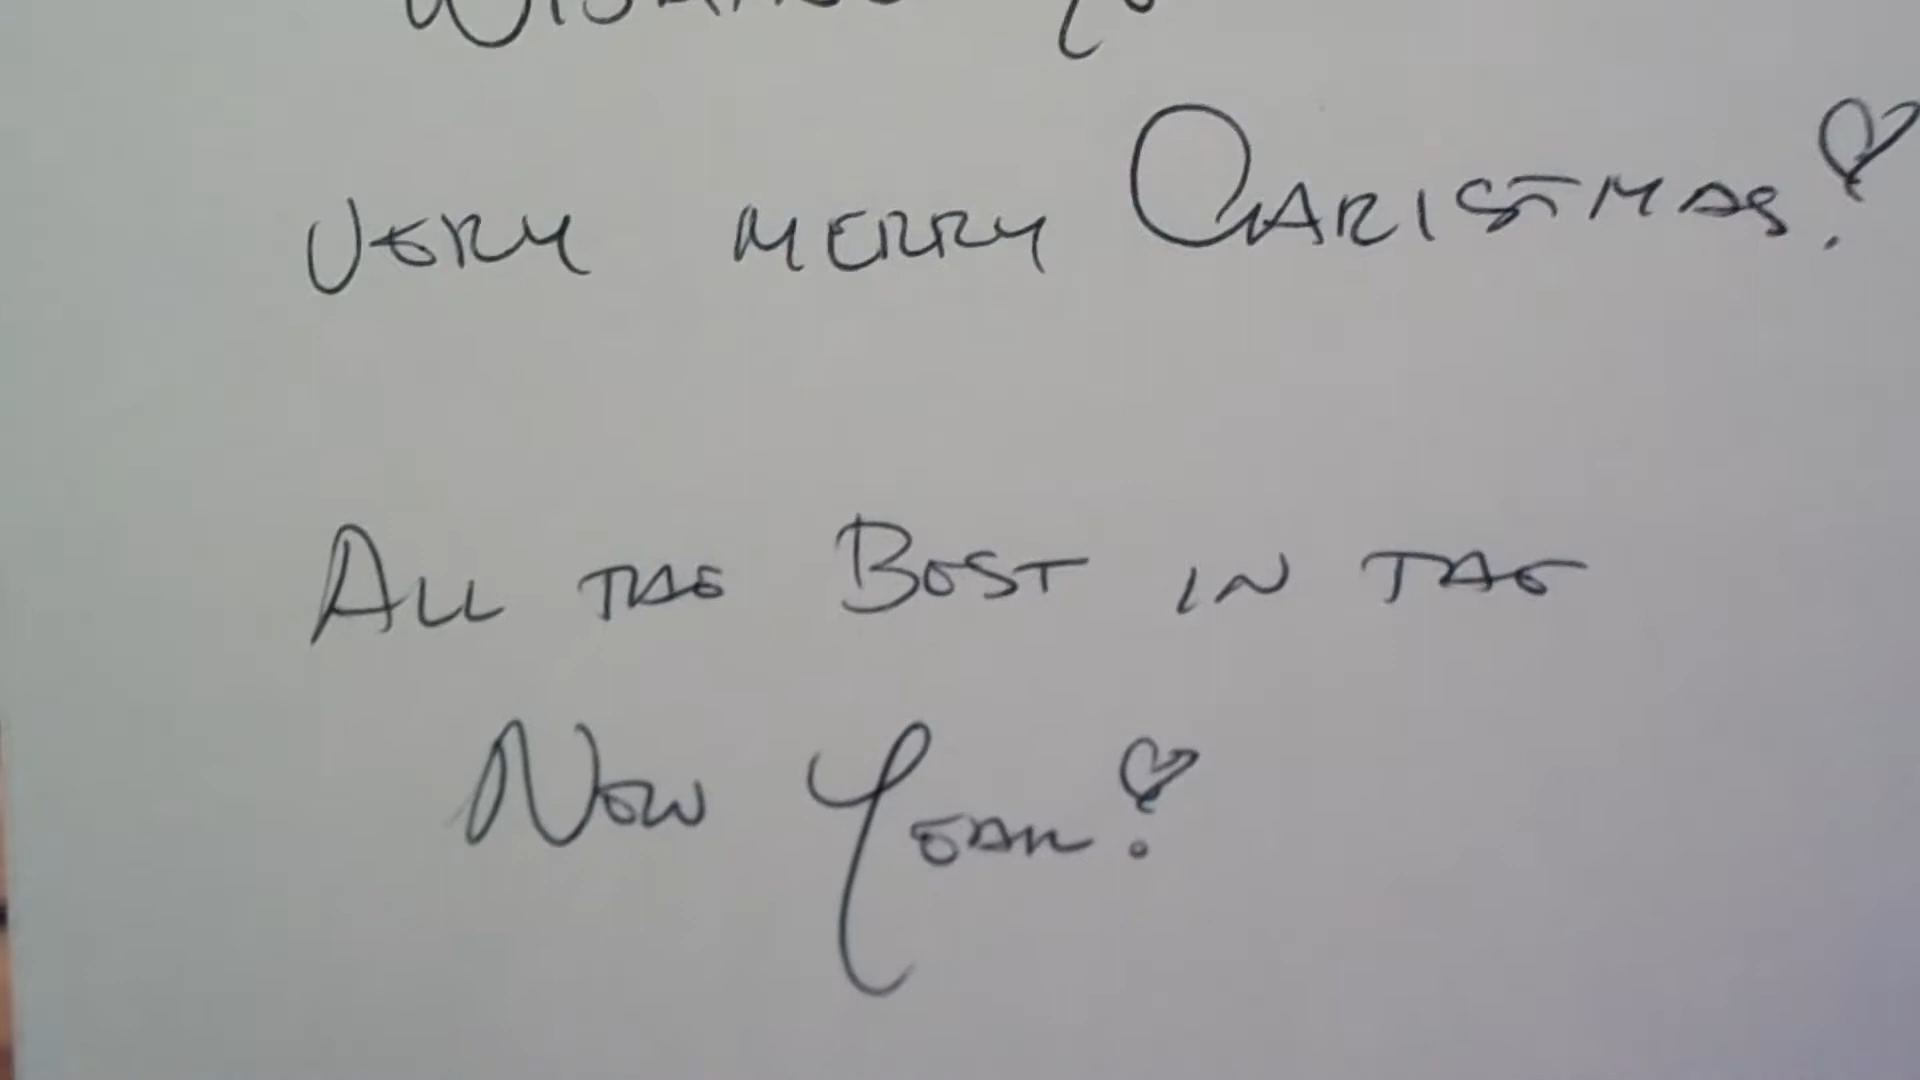 Very merry Christmas!
All the Best in the
New Year!